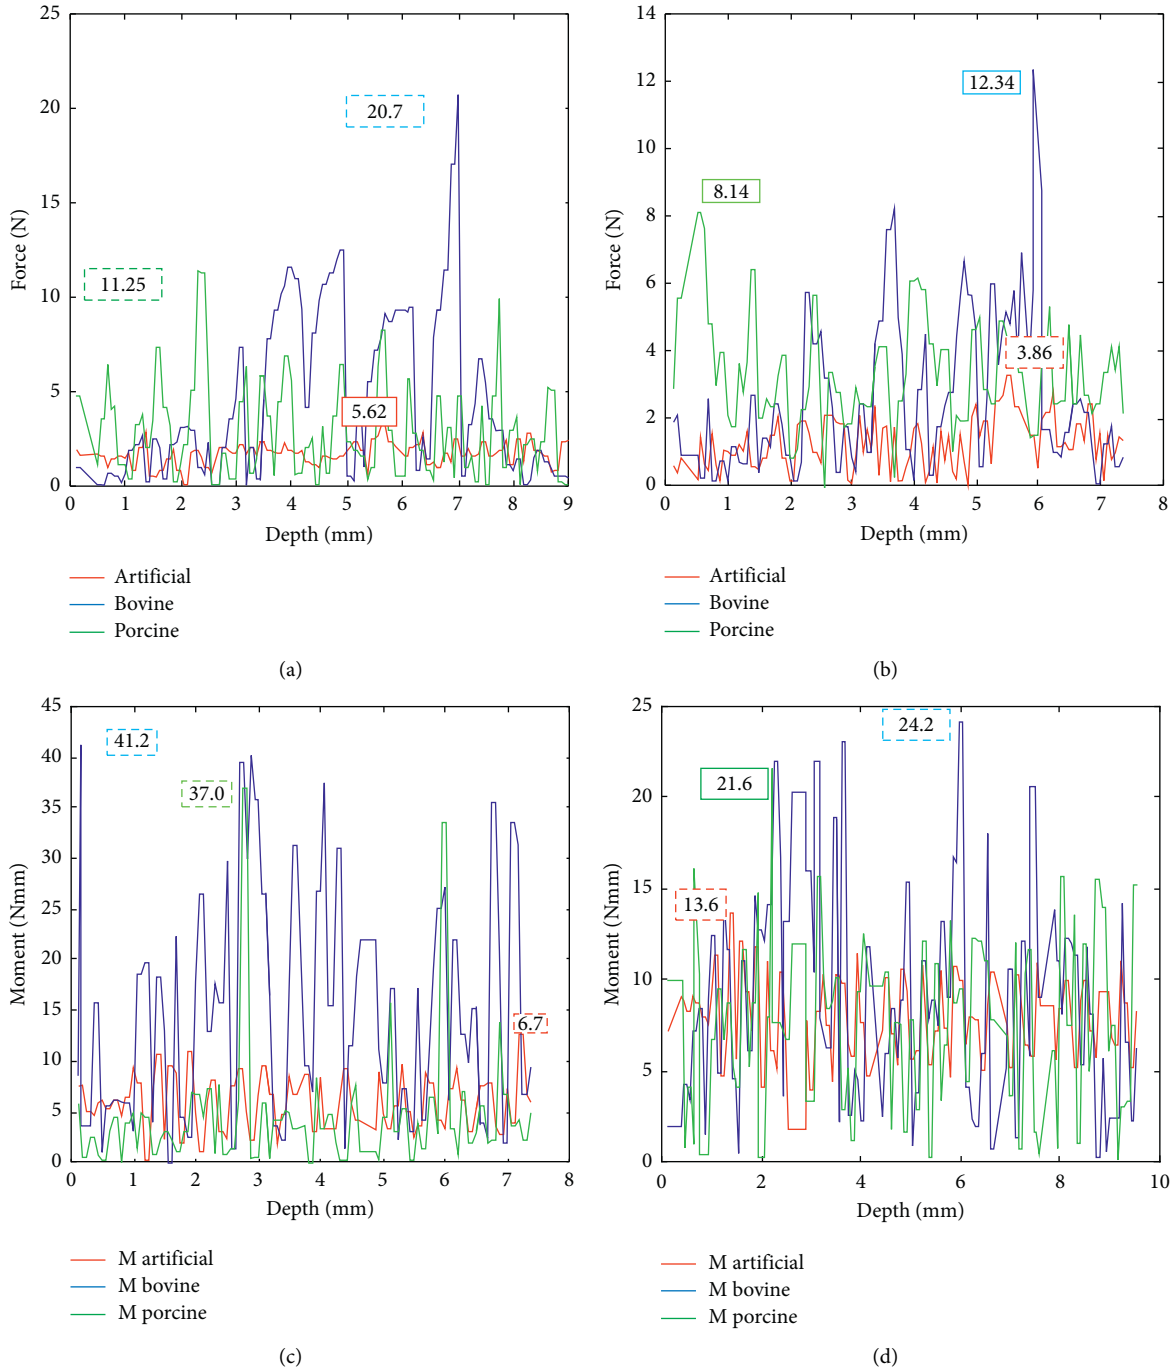 25
20
15
10
5
0
Force (N)
20.7
11.25
5.62
0 1 2 3 4 5 6 7 8 9
Depth (mm)
Artificial
Bovine
Porcine
(a)
14
12
10
8
6
4
2
0
Force (N)
12.34
8.14
3.86
0 1 2 3 4 5 6 7 8
Depth (mm)
Artificial
Bovine
Porcine
(b)
45
40
35
30
25
20
15
10
5
0
Moment (Nmm)
41.2
37.0
6.7
0 1 2 3 4 5 6 7 8
Depth (mm)
M artificial
M bovine
M porcine
(c)
25
20
15
10
5
0
Moment (Nmm)
24.2
21.6
13.6
0 2 4 6 8 10
Depth (mm)
M artificial
M bovine
M porcine
(d)